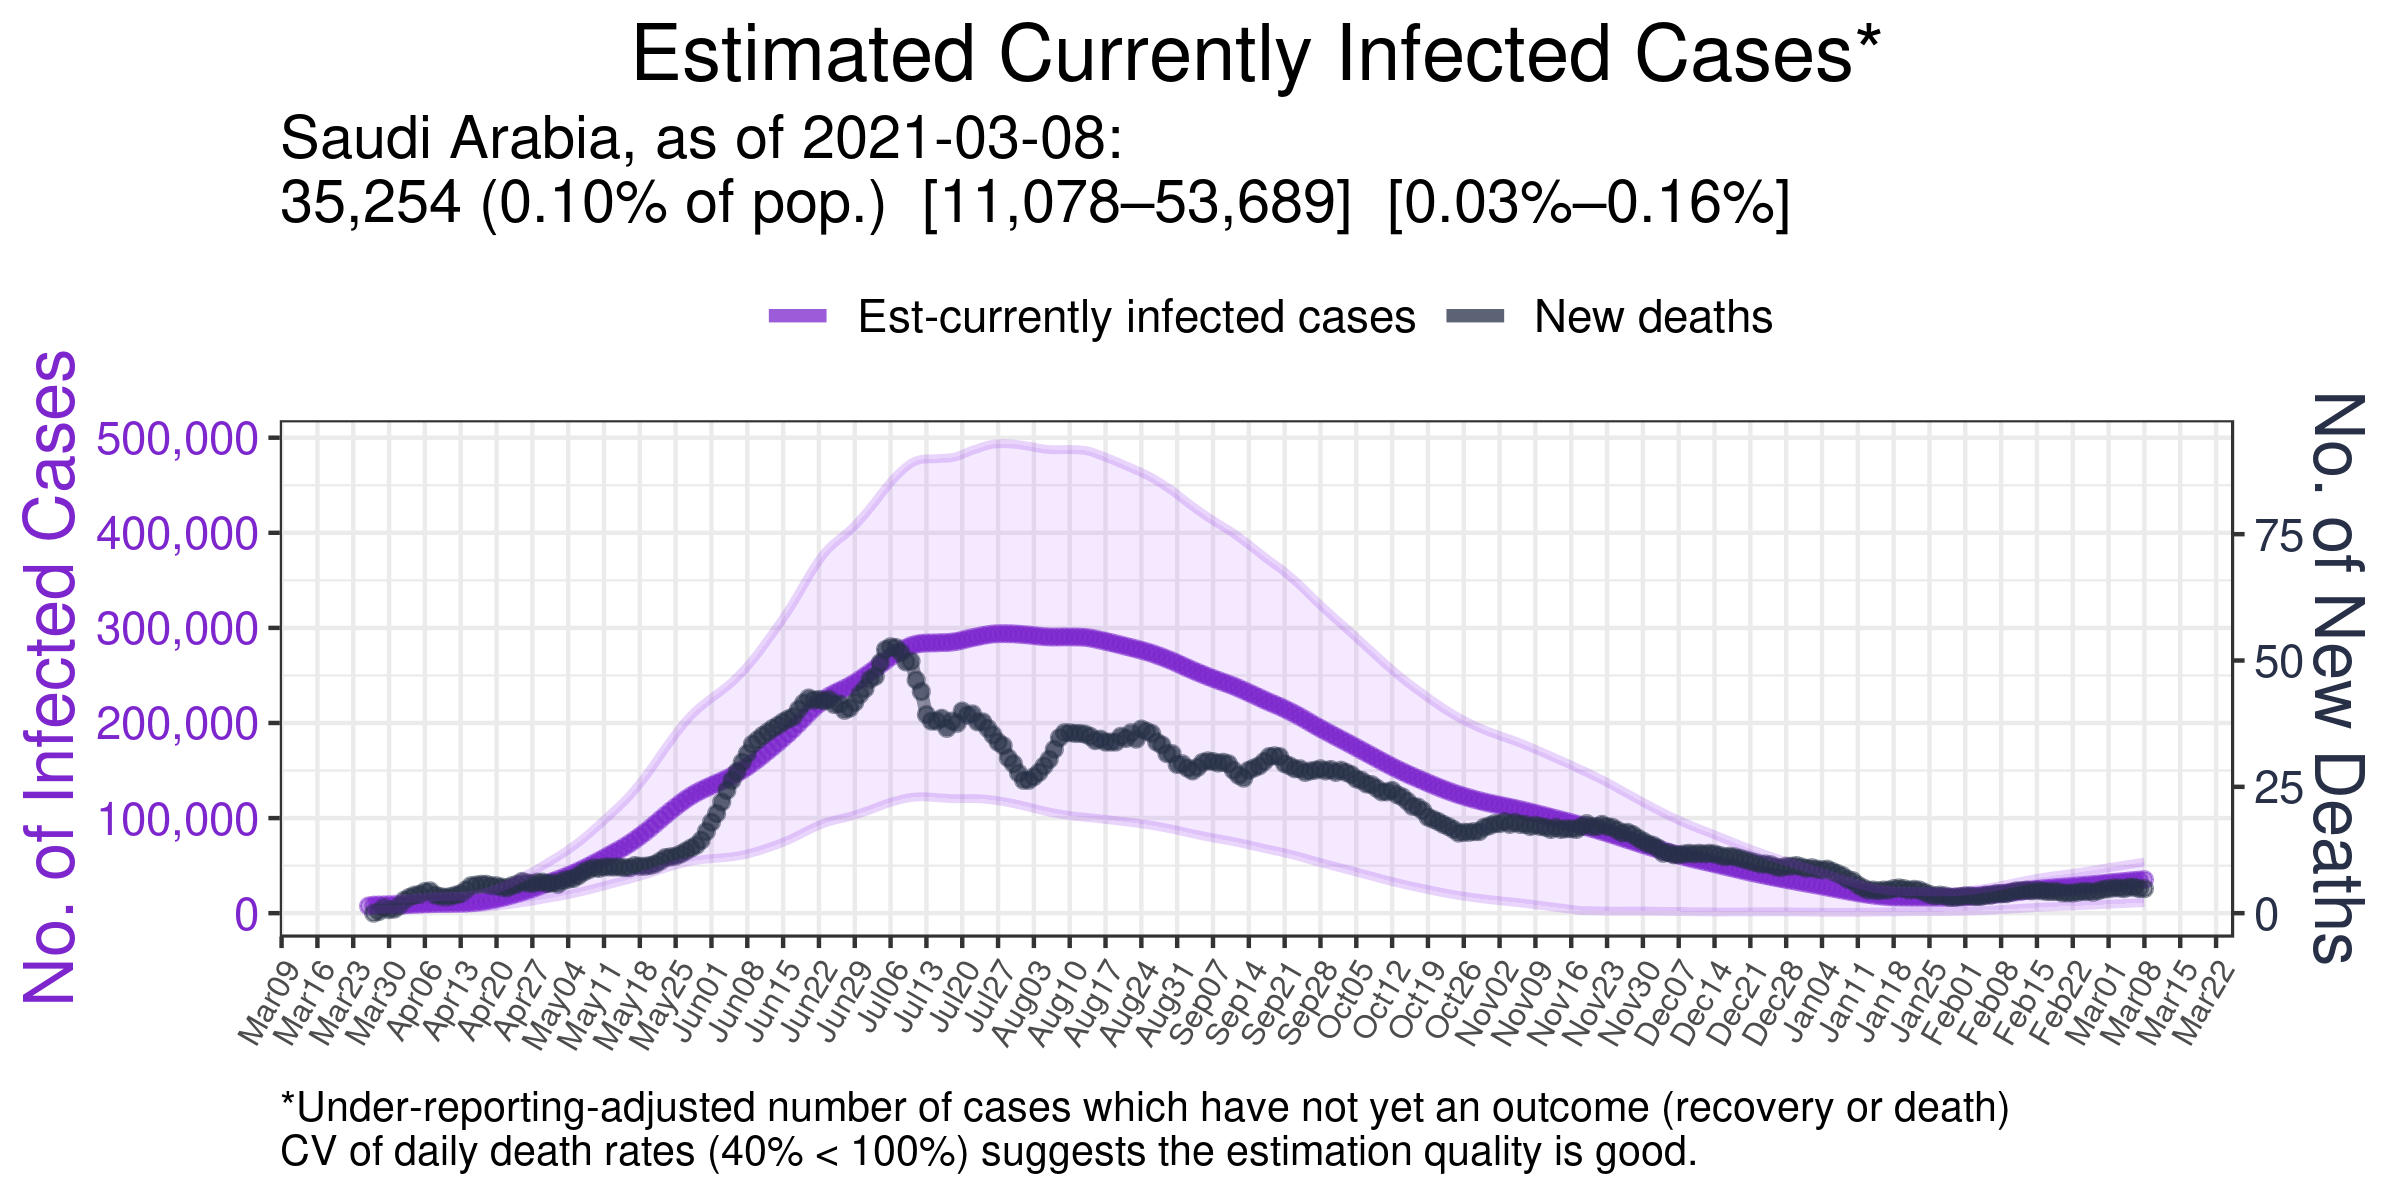 Estimated Currently Infected Cases*
Saudi Arabia, as of 2021-03-08:
35,254 (0.10% of pop.) [11,078–53,689] [0.03%–0.16%]
Est-currently infected cases
New deaths
No. of Infected Cases
500,000
400,000
300,000
200,000
100,000
0
No. of New Deaths
75
50
25
0
Mar09
Mar16
Mar23
Mar30
Apr06
Apr13
Apr20
Apr27
May04
May11
May18
May25
Jun01
Jun08
Jun15
Jun22
Jun29
Jul06
Jul13
Jul20
Jul27
Aug03
Aug10
Aug17
Aug24
Aug31
Sep07
Sep14
Sep21
Sep28
Oct05
Oct12
Oct19
Oct26
Nov02
Nov09
Nov16
Nov23
Nov30
Dec07
Dec14
Dec21
Dec28
Jan04
Jan11
Jan18
Jan25
Feb01
Feb08
Feb15
Feb22
Mar01
Mar08
Mar15
Mar22
*Under-reporting-adjusted number of cases which have not yet an outcome (recovery or death)
CV of daily death rates (40% < 100%) suggests the estimation quality is good.